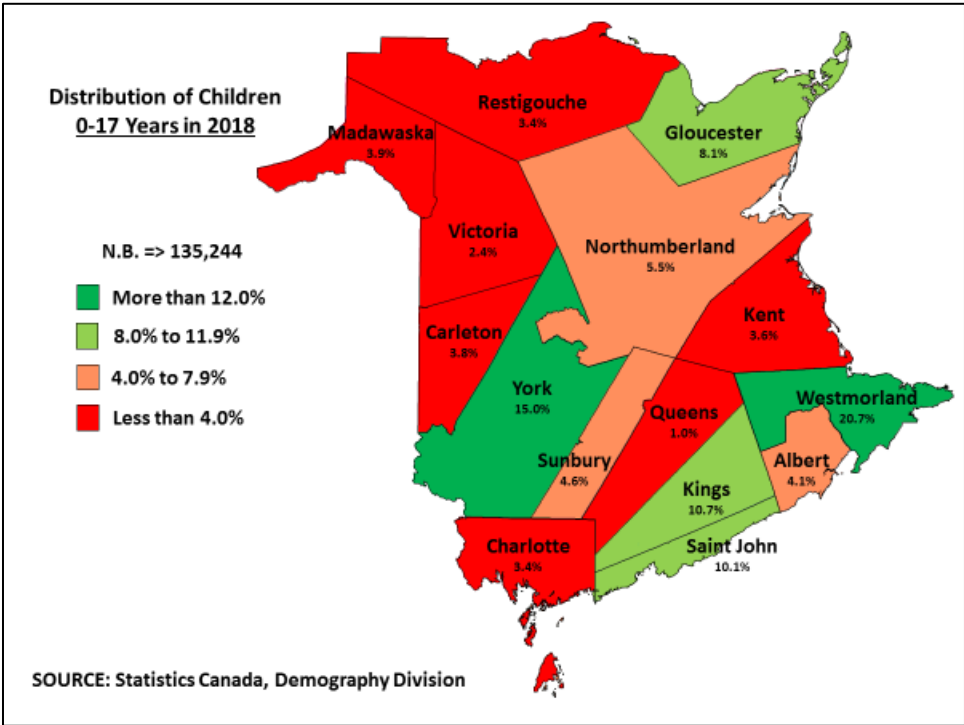 Distribution of Children
0-17 Years in 2018
N.B. => 135,244
More than 12.0%
8.0% to 11.9%
4.0% to 7.9%
Less than 4.0%
Restigouche
3.4%
Madawaska
3.9%
Gloucester
8.1%
Victoria
2.4%
Northumberland
5.5%
Carleton
3.8%
Kent
3.6%
York
15.0%
Queens
1.0%
Westmorland
20.7%
Sunbury
4.6%
Albert
4.1%
Kings
10.7%
Charlotte
3.4%
Saint John
10.1%
SOURCE: Statistics Canada, Demography Division